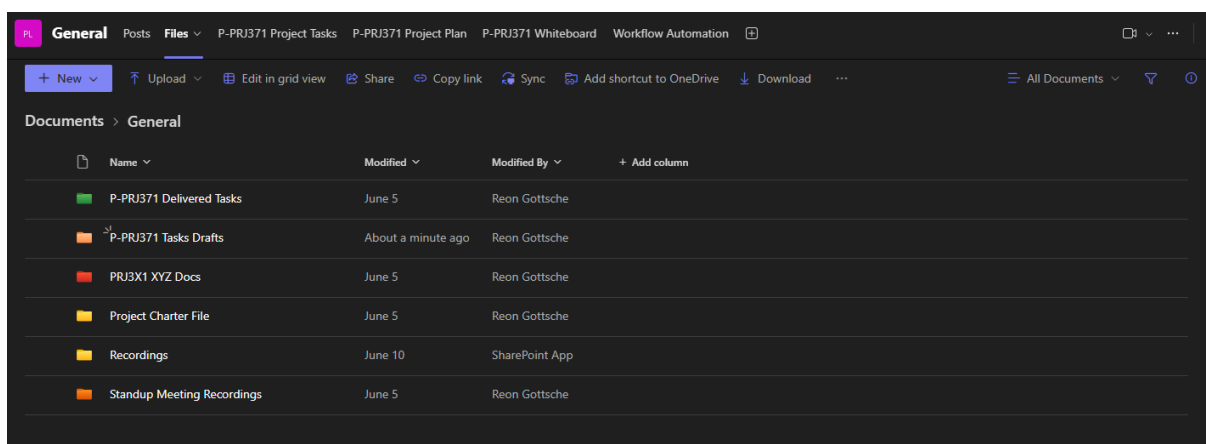 PL General Posts Files P-PRJ371 Project Tasks P-PRJ371 Project Plan P-PRJ371 Whiteboard Workflow Automation
+ New Upload Edit in grid view Share Copy link Sync Add shortcut to OneDrive Download ... All Documents
Documents > General
Name Modified Modified By + Add column
P-PRJ371 Delivered Tasks June 5 Reon Gottsche
P-PRJ371 Tasks Drafts About a minute ago Reon Gottsche
PRJ3X1 XYZ Docs June 5 Reon Gottsche
Project Charter File June 5 Reon Gottsche
Recordings June 10 SharePoint App
Standup Meeting Recordings June 5 Reon Gottsche